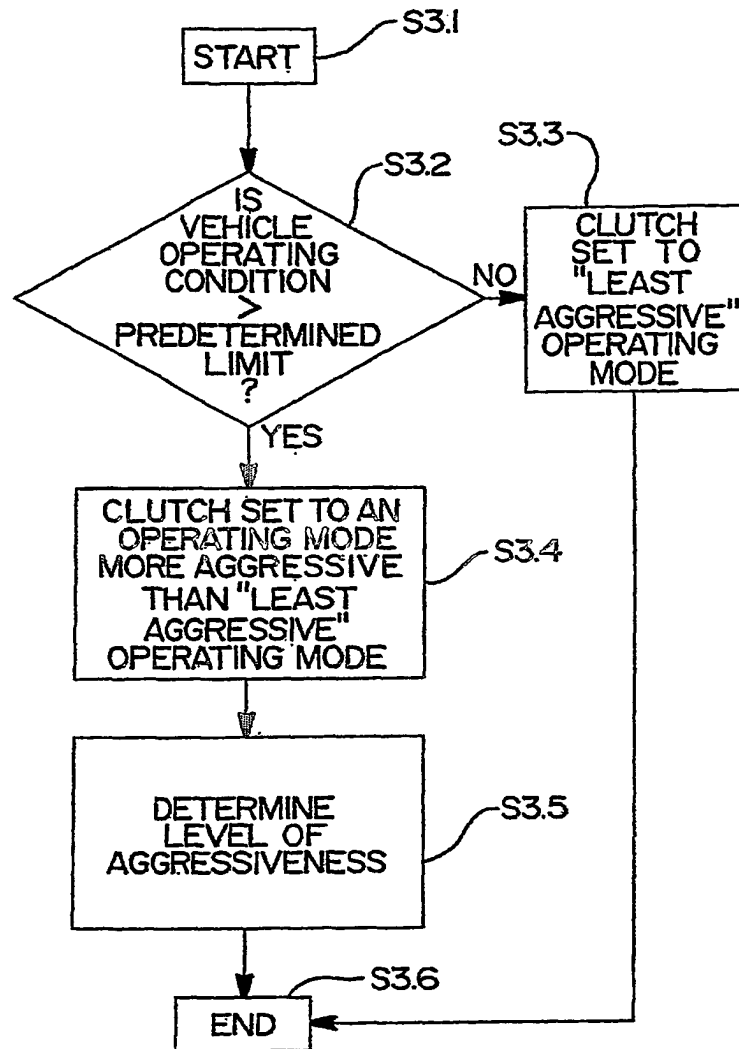 S3.1
START
S3.2
IS
VEHICLE
OPERATING
CONDITION
>
PREDETERMINED
LIMIT
?
NO
S3.3
CLUTCH
SET TO
"LEAST
AGGRESSIVE"
OPERATING
MODE
YES
CLUTCH SET TO AN
OPERATING MODE
MORE AGGRESSIVE
THAN "LEAST
AGGRESSIVE"
OPERATING MODE
S3.4
DETERMINE
LEVEL OF
AGGRESSIVENESS
S3.5
S3.6
END